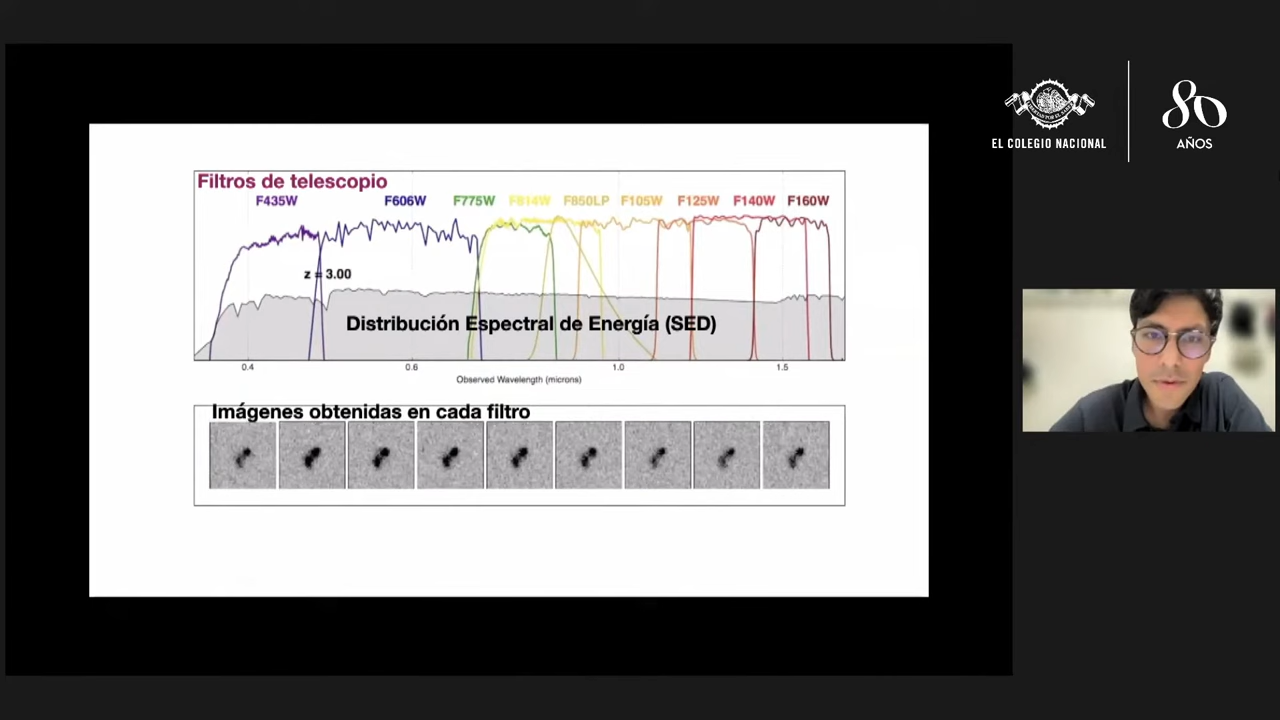 Filtros de telescopio
F435W F606W F775W F814W F850LP F105W F125W F140W F160W
z = 3.00
Distribución Espectral de Energía (SED)
0.4 0.6 1.0 1.5
Observed Wavelength (microns)
Imágenes obtenidas en cada filtro
EL COLEGIO NACIONAL
80
AÑOS